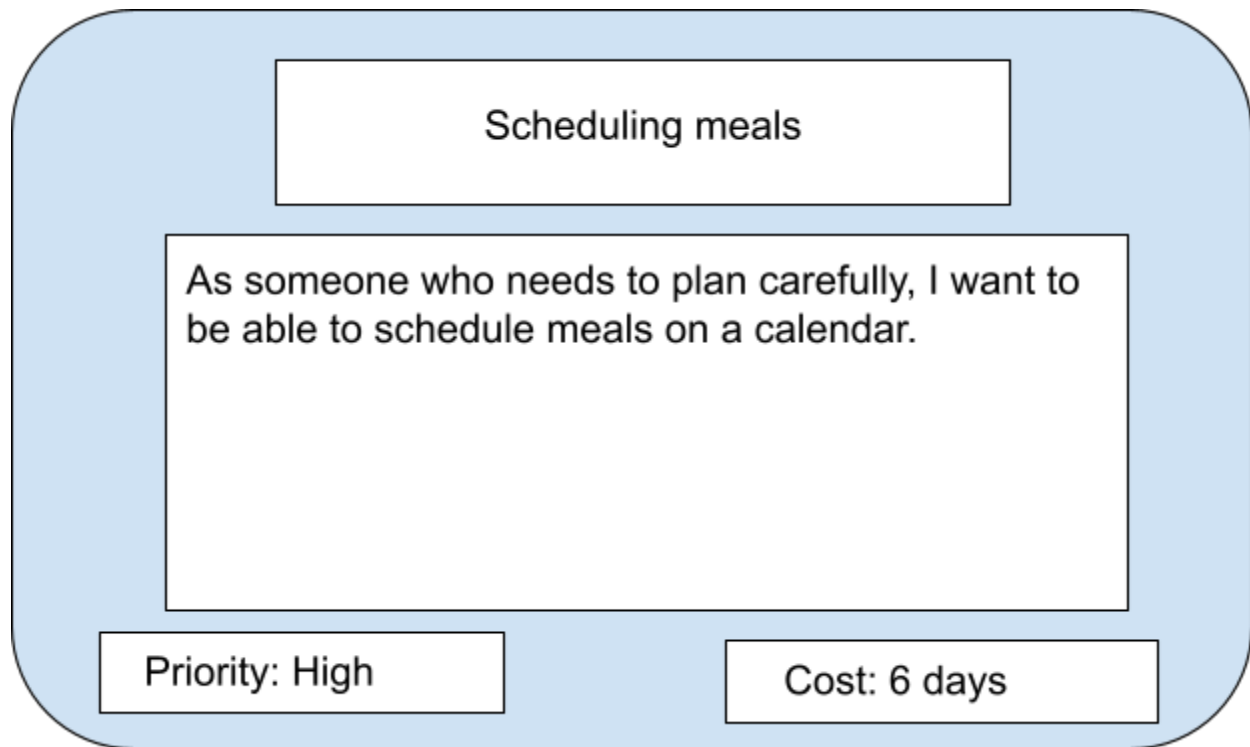 Scheduling meals
As someone who needs to plan carefully, I want to
be able to schedule meals on a calendar.
Priority: High
Cost: 6 days